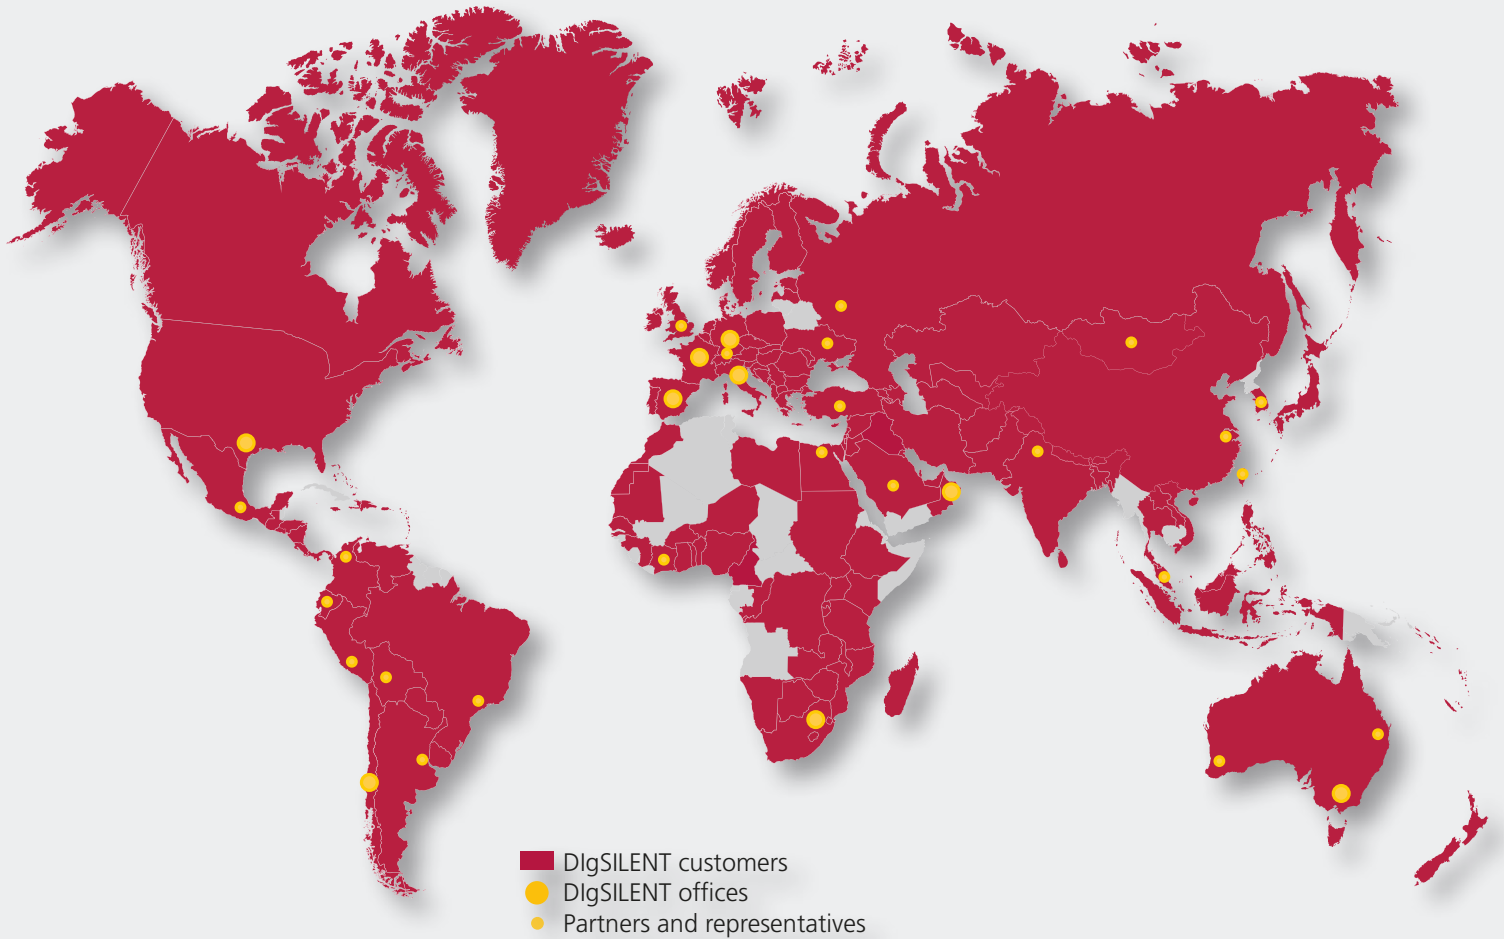 DIgSILENT customers
DIgSILENT offices
Partners and representatives